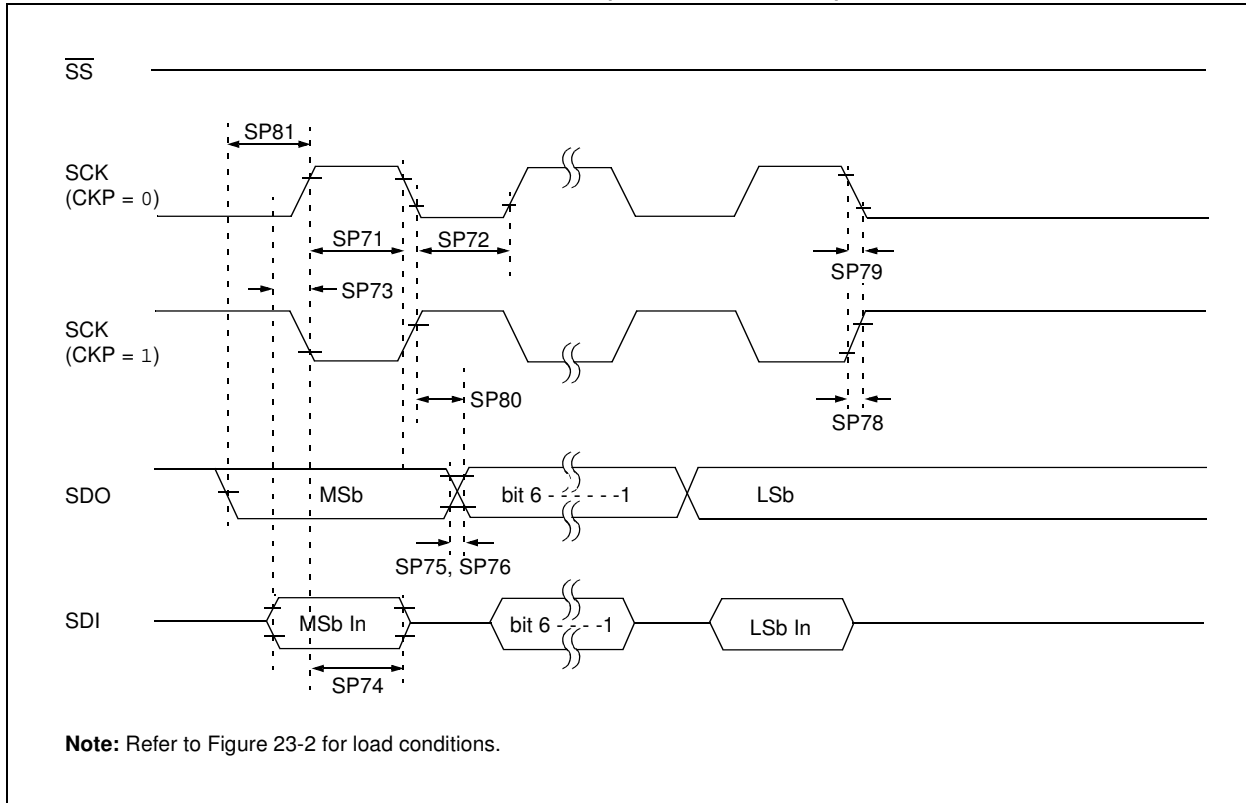 SS
SP81
SCK
(CKP = 0)
SP71
SP72
SP79
SP73
SCK
(CKP = 1)
SP80
SP78
SDO
MSb
bit 6 - - - - - -1
LSb
SP75, SP76
SDI
MSb In
bit 6 - - - -1
LSb In
SP74
Note: Refer to Figure 23-2 for load conditions.